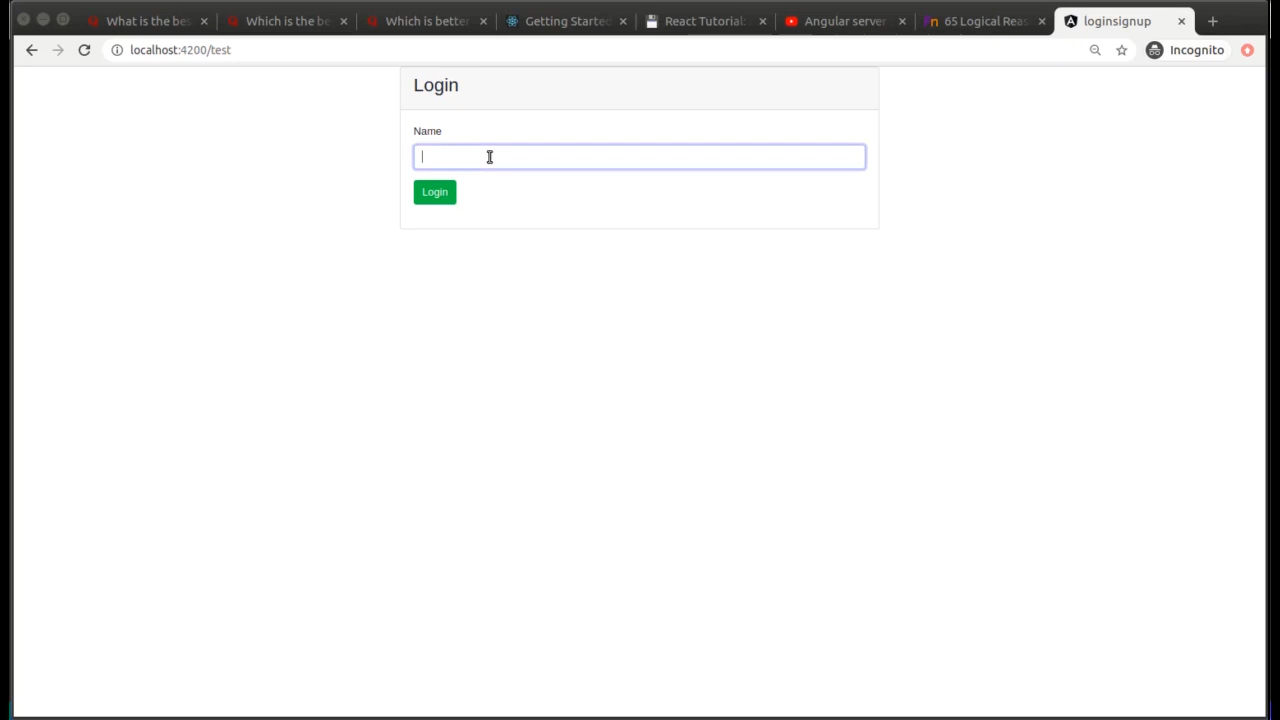 What is the bes
Which is the be
Which is better
Getting Started
React Tutorial:
Angular server
65 Logical Reas
loginsignup
localhost:4200/test
Incognito
Login
Name
Login